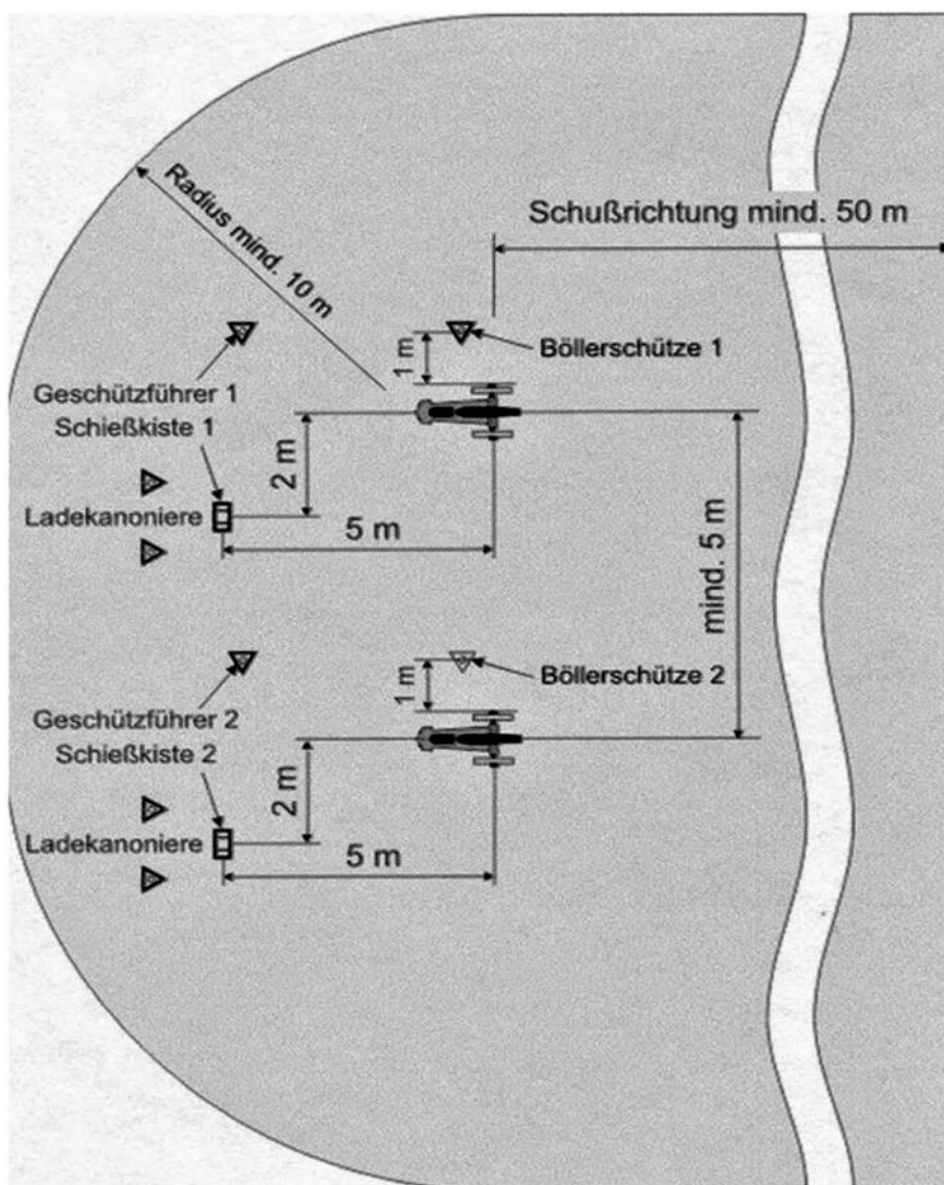 Radius mind. 10 m
Schußrichtung mind. 50 m
1 m
Böllerschütze 1
Geschützführer 1
Schießkiste 1
2 m
Ladekanoniere
5 m
mind. 5 m
1 m
Böllerschütze 2
Geschützführer 2
Schießkiste 2
2 m
Ladekanoniere
5 m